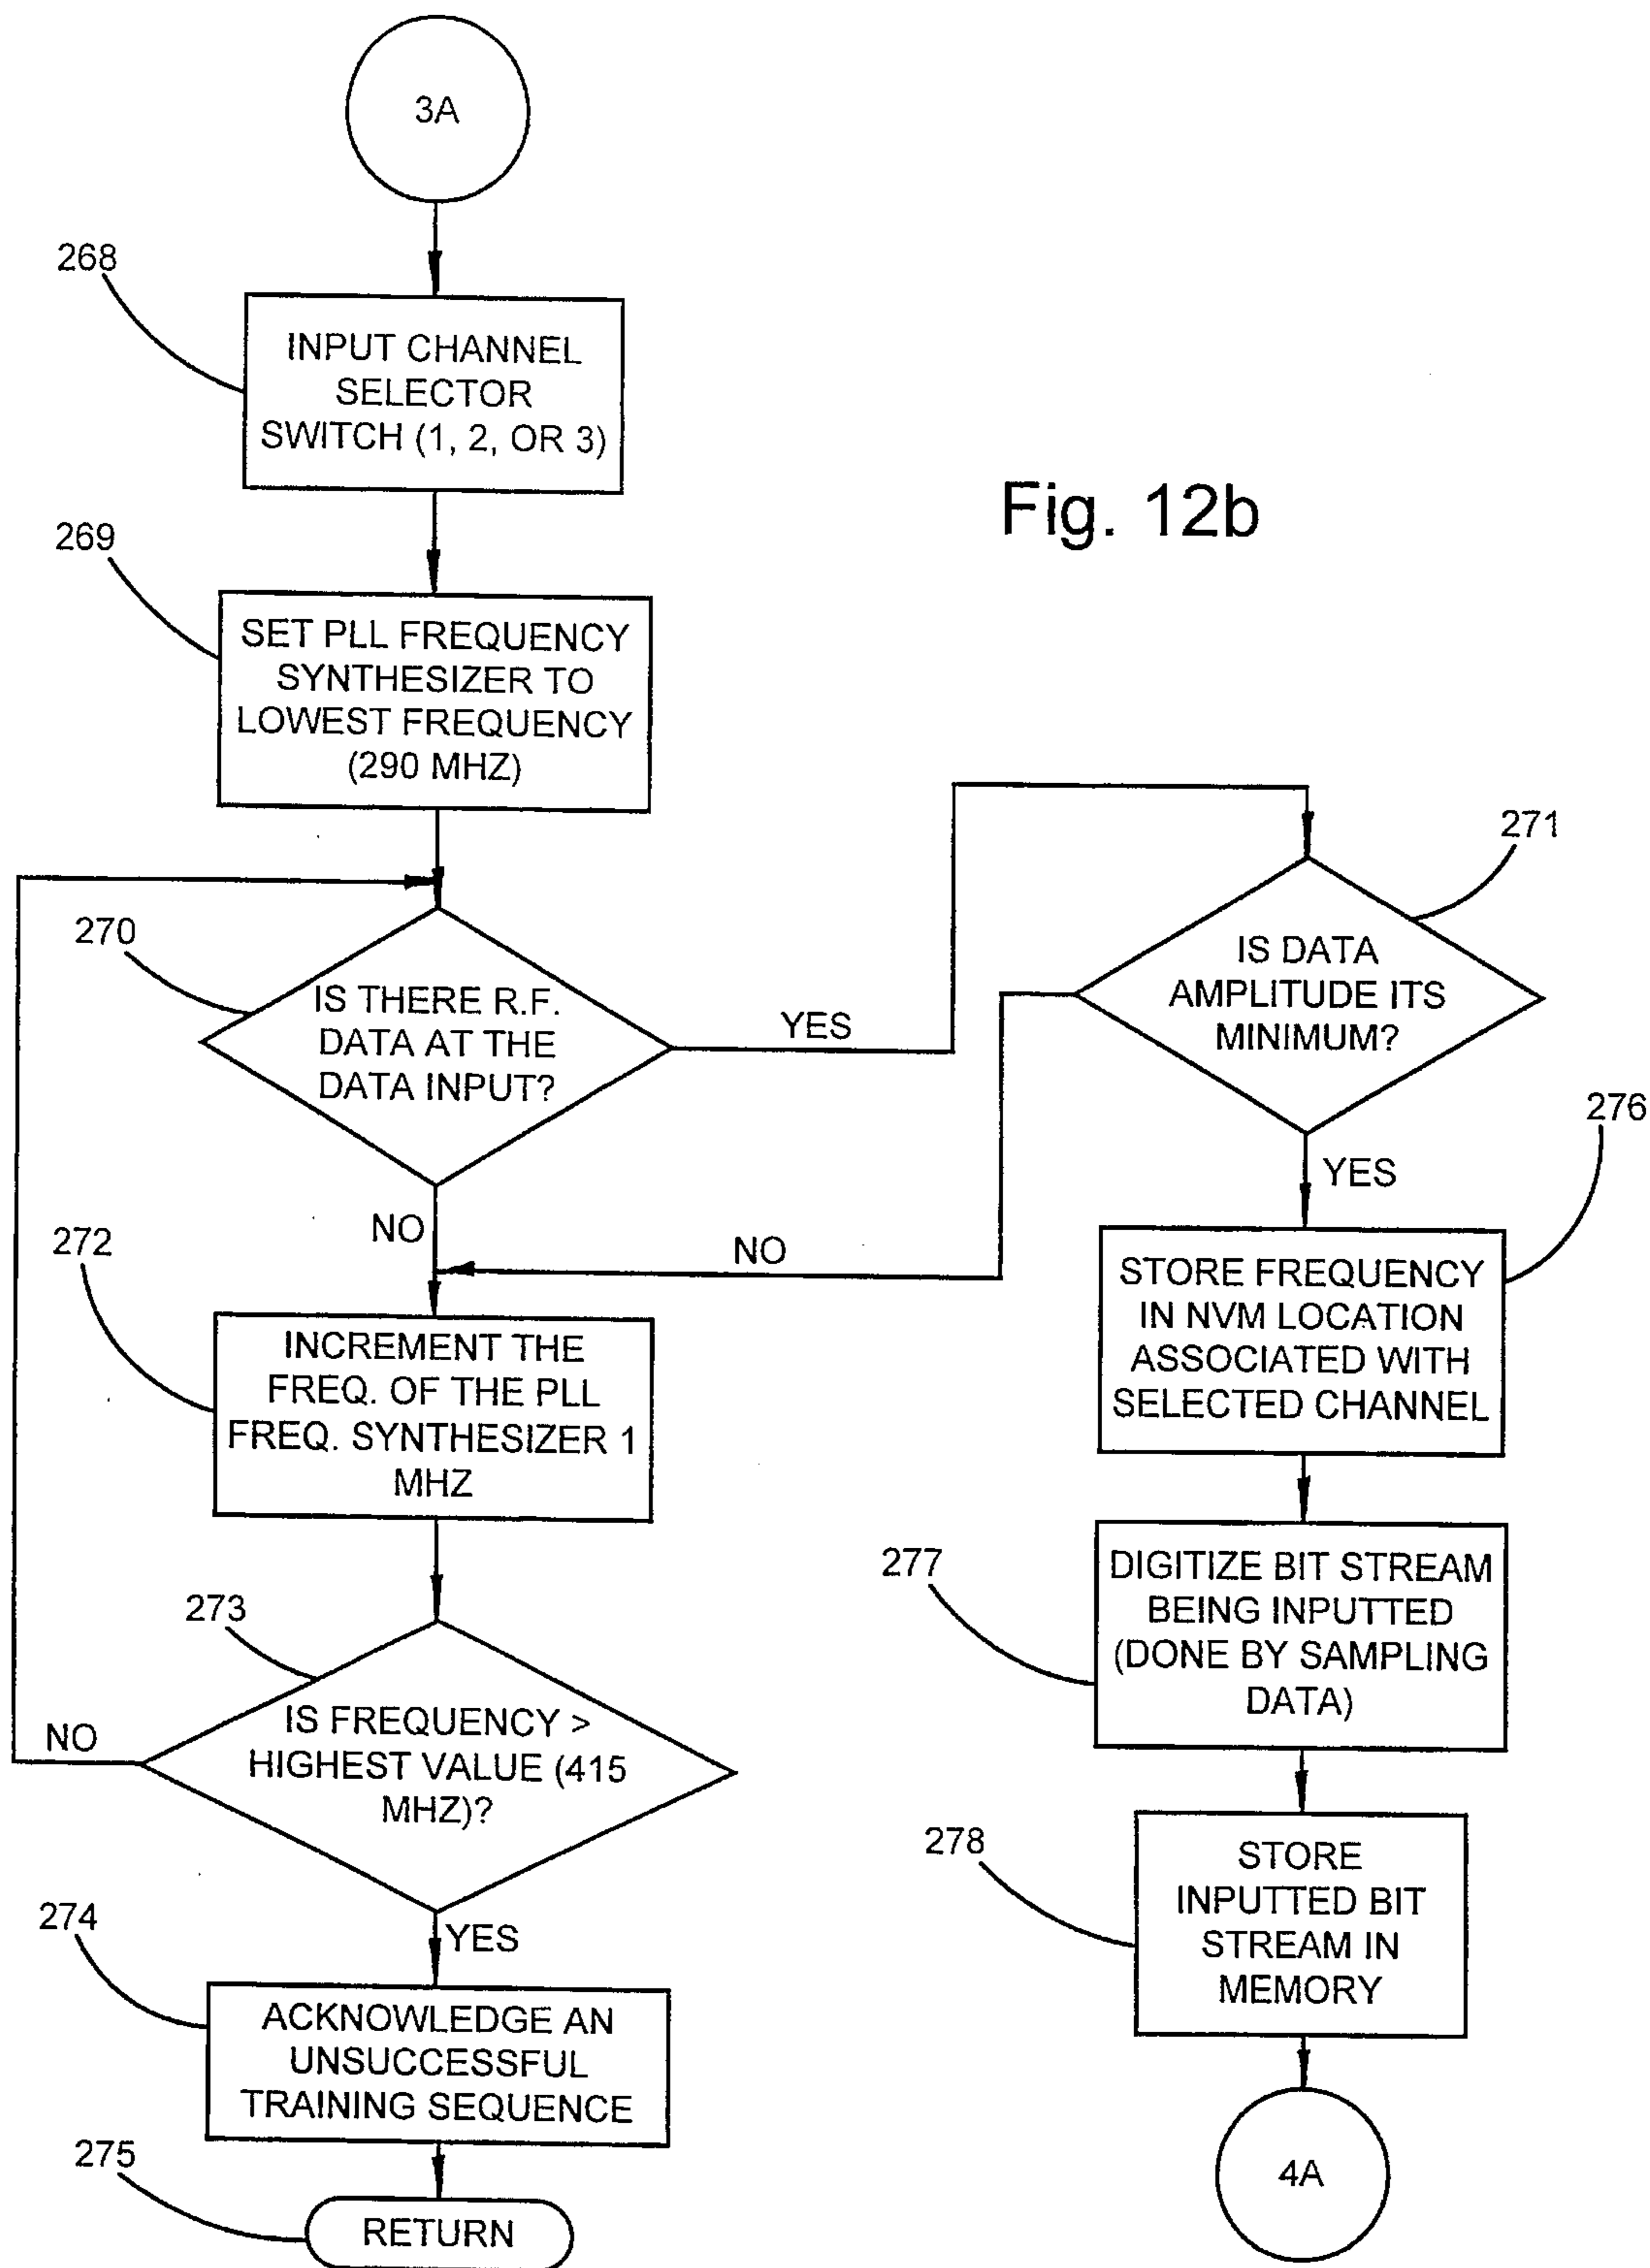 3A
268
INPUT CHANNEL
SELECTOR
SWITCH (1, 2, OR 3)
Fig. 12b
269
SET PLL FREQUENCY
SYNTHESIZER TO
LOWEST FREQUENCY
(290 MHZ)
270
IS THERE R.F.
DATA AT THE
DATA INPUT?
YES
NO
271
IS DATA
AMPLITUDE ITS
MINIMUM?
YES
NO
272
INCREMENT THE
FREQ. OF THE PLL
FREQ. SYNTHESIZER 1
MHZ
273
IS FREQUENCY >
HIGHEST VALUE (415
MHZ)?
NO
YES
274
ACKNOWLEDGE AN
UNSUCCESSFUL
TRAINING SEQUENCE
275
RETURN
276
STORE FREQUENCY
IN NVM LOCATION
ASSOCIATED WITH
SELECTED CHANNEL
277
DIGITIZE BIT STREAM
BEING INPUTTED
(DONE BY SAMPLING
DATA)
278
STORE
INPUTTED BIT
STREAM IN
MEMORY
4A